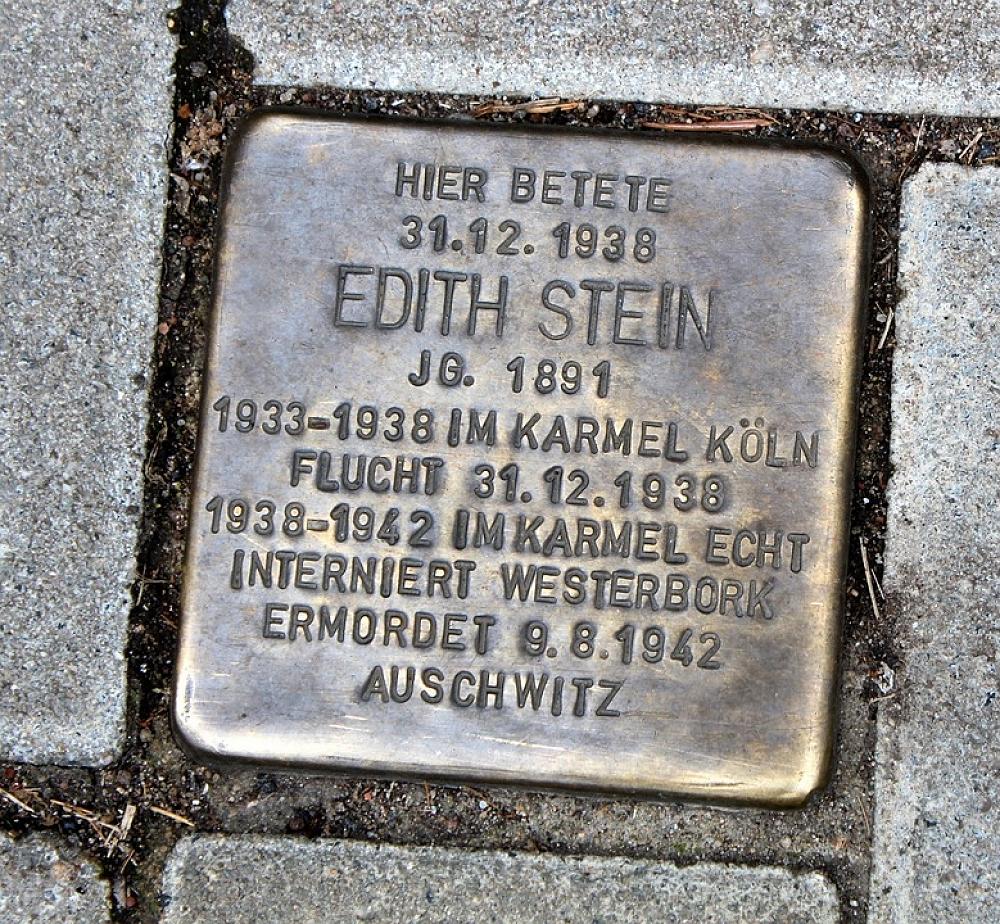 HIER BETETE
31.12.1938
EDITH STEIN
JG. 1891
1933-1938 IM KARMEL KÖLN
FLUCHT 31.12.1938
1938-1942 IM KARMEL ECHT
INTERNIERT WESTERBORK
ERMORDET 9.8.1942
AUSCHWITZ